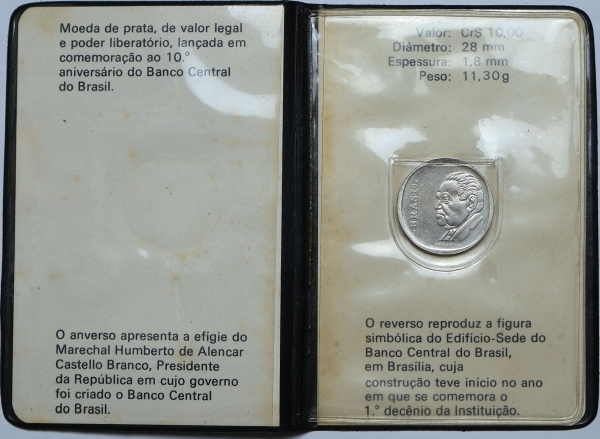 Moeda de prata, de valor legal
e poder liberatório, lançada em
comemoração ao 10.º
aniversário do Banco Central
do Brasil.
O anverso apresenta a efígie do
Marechal Humberto de Alencar
Castello Branco, Presidente
da República em cujo governo
foi criado o Banco Central
do Brasil.
Valor: Cr$ 10,00
Diâmetro: 28 mm
Espessura: 1,8 mm
Peso: 11,30g
BRASIL
O reverso reproduz a figura
simbólica do Edifício-Sede do
Banco Central do Brasil,
em Brasília, cuja
construção teve início no ano
em que se comemora o
1.º decênio da Instituição.